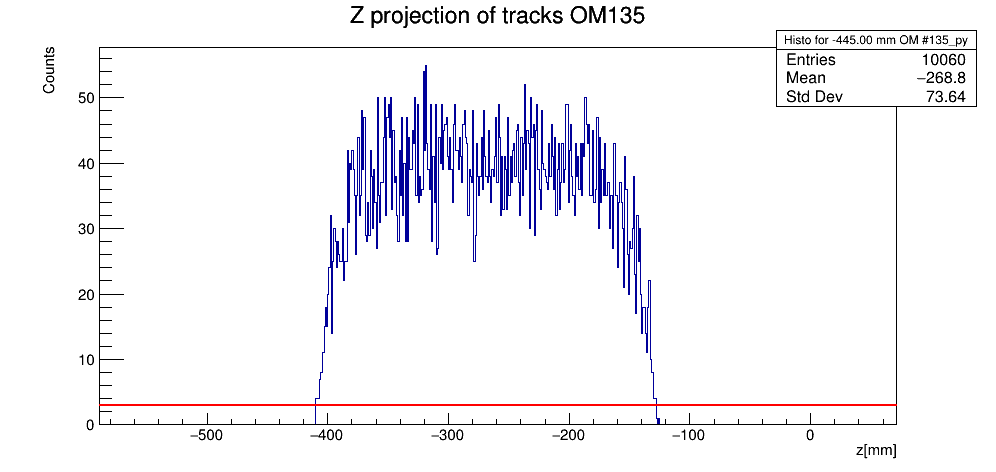 Z projection of tracks OM135
Histo for -445.00 mm OM #135_py
Entries 10060
Mean −268.8
Std Dev 73.64
Counts
50
40
30
20
10
0
−500 −400 −300 −200 −100 0
z[mm]